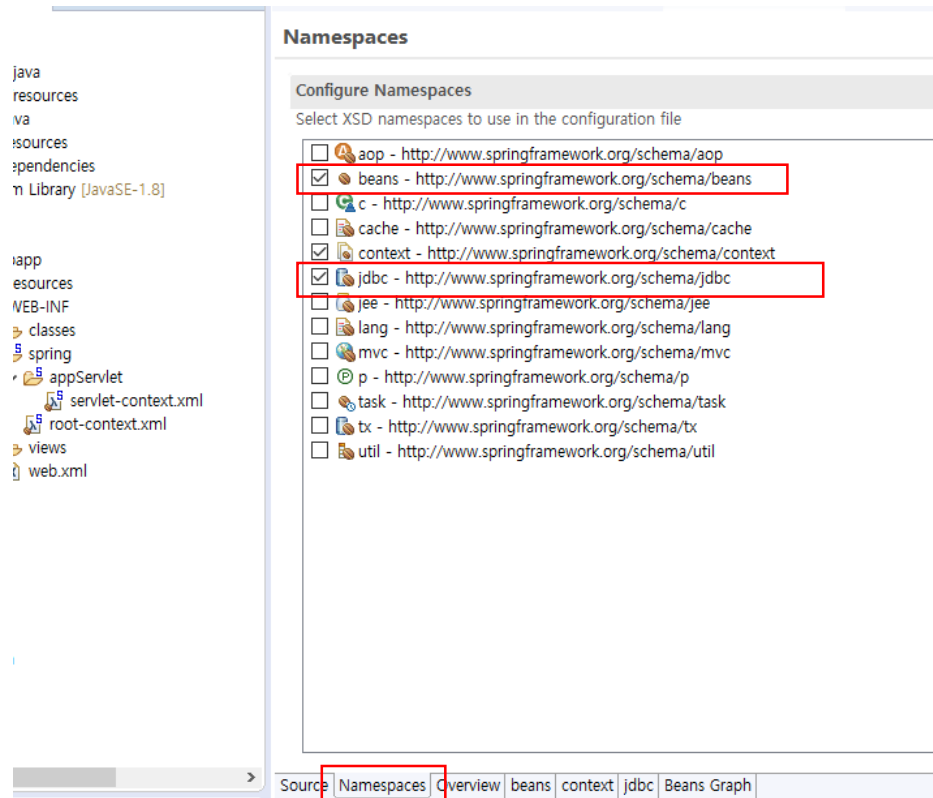 java
resources
va
esources
ependencies
m Library [JavaSE-1.8]
app
esources
WEB-INF
classes
spring
appServlet
servlet-context.xml
root-context.xml
views
web.xml
Namespaces
Configure Namespaces
Select XSD namespaces to use in the configuration file
aop - http://www.springframework.org/schema/aop
beans - http://www.springframework.org/schema/beans
c - http://www.springframework.org/schema/c
cache - http://www.springframework.org/schema/cache
context - http://www.springframework.org/schema/context
jdbc - http://www.springframework.org/schema/jdbc
jee - http://www.springframework.org/schema/jee
lang - http://www.springframework.org/schema/lang
mvc - http://www.springframework.org/schema/mvc
p - http://www.springframework.org/schema/p
task - http://www.springframework.org/schema/task
tx - http://www.springframework.org/schema/tx
util - http://www.springframework.org/schema/util
Source Namespaces Overview beans context jdbc Beans Graph